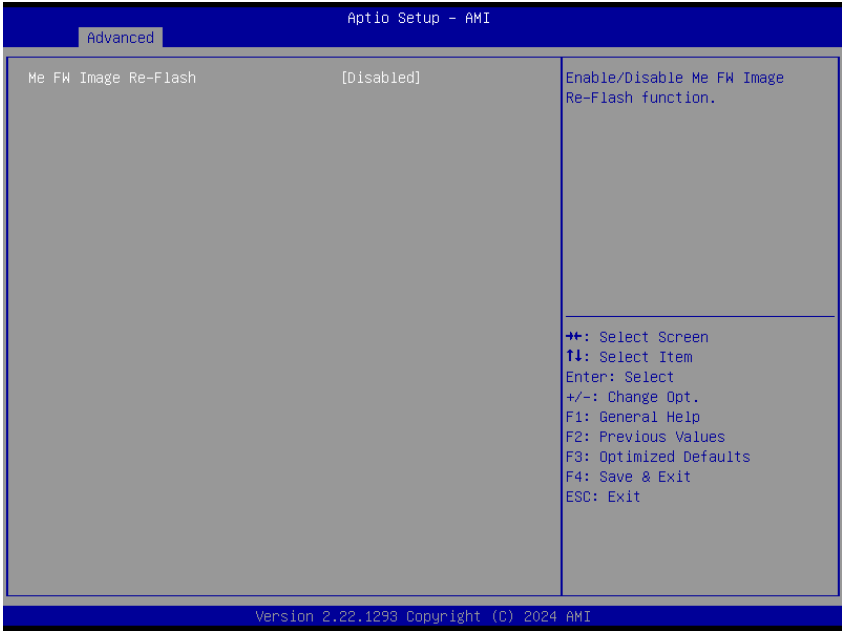 Aptio Setup – AMI
Advanced
Me FW Image Re–Flash [Disabled]
Enable/Disable Me FW Image
Re–Flash function.
→←: Select Screen
↑↓: Select Item
Enter: Select
+/–: Change Opt.
F1: General Help
F2: Previous Values
F3: Optimized Defaults
F4: Save & Exit
ESC: Exit
Version 2.22.1293 Copyright (C) 2024 AMI